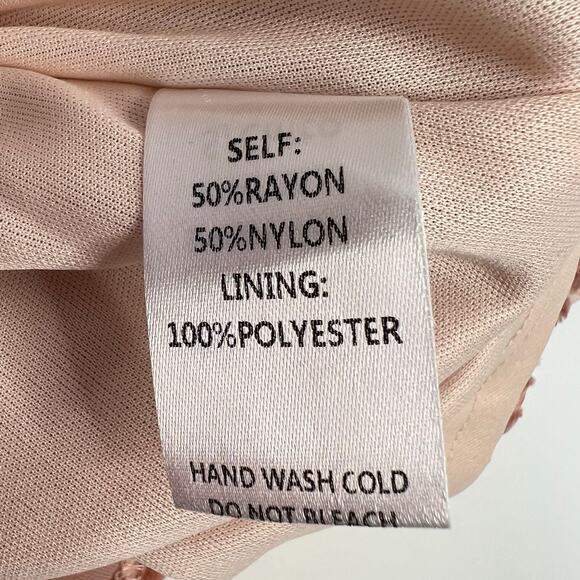 SELF:
50%RAYON
50%NYLON
LINING:
100%POLYESTER
HAND WASH COLD
DO NOT BLEACH